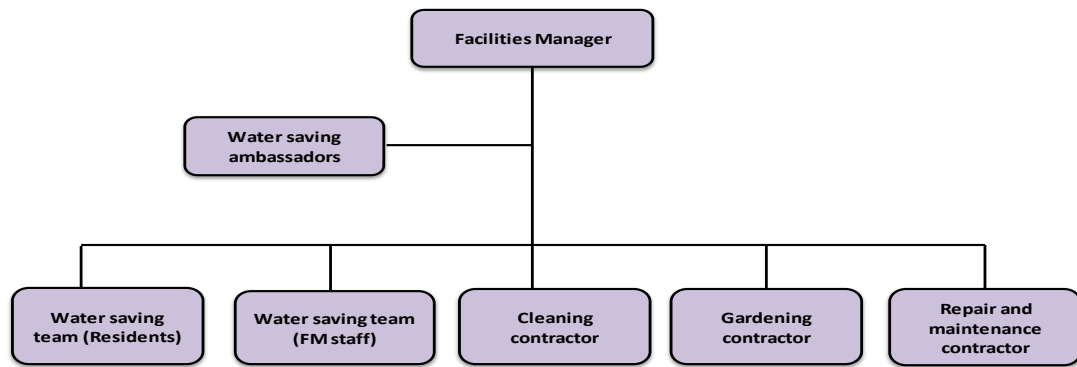 Facilities Manager
Water saving
ambassadors
Water saving
team (Residents)
Water saving team
(FM staff)
Cleaning
contractor
Gardening
contractor
Repair and
maintenance
contractor